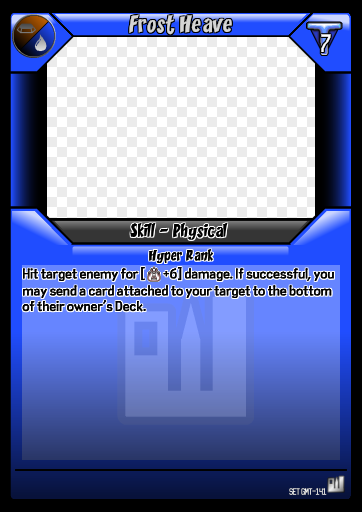 Frost Heave
7
Skill - Physical
Hyper Rank
Hit target enemy for [ +6] damage. If successful, you
may send a card attached to your target to the bottom
of their owner's Deck.
SET GMT-141